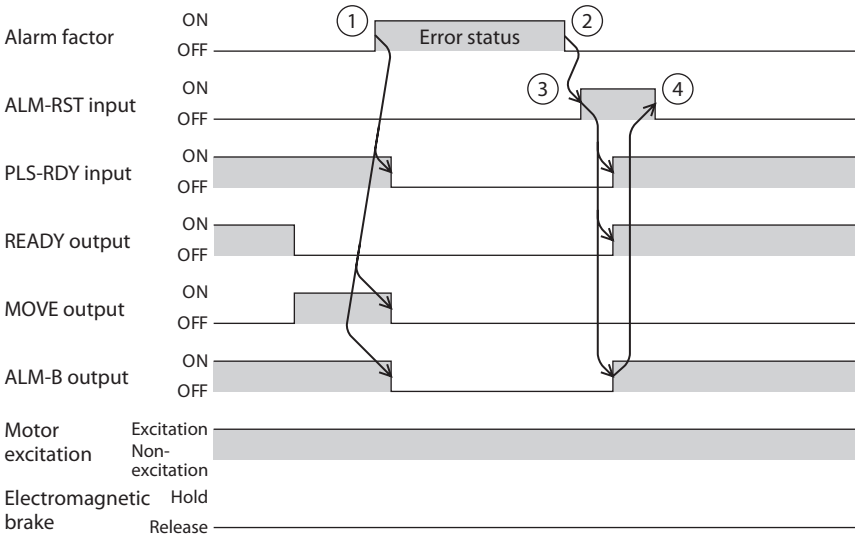 Alarm factor
ON
OFF
1
Error status
2
ALM-RST input
ON
OFF
3
4
PLS-RDY input
ON
OFF
READY output
ON
OFF
MOVE output
ON
OFF
ALM-B output
ON
OFF
Motor
excitation
Excitation
Non-
excitation
Electromagnetic
brake
Hold
Release